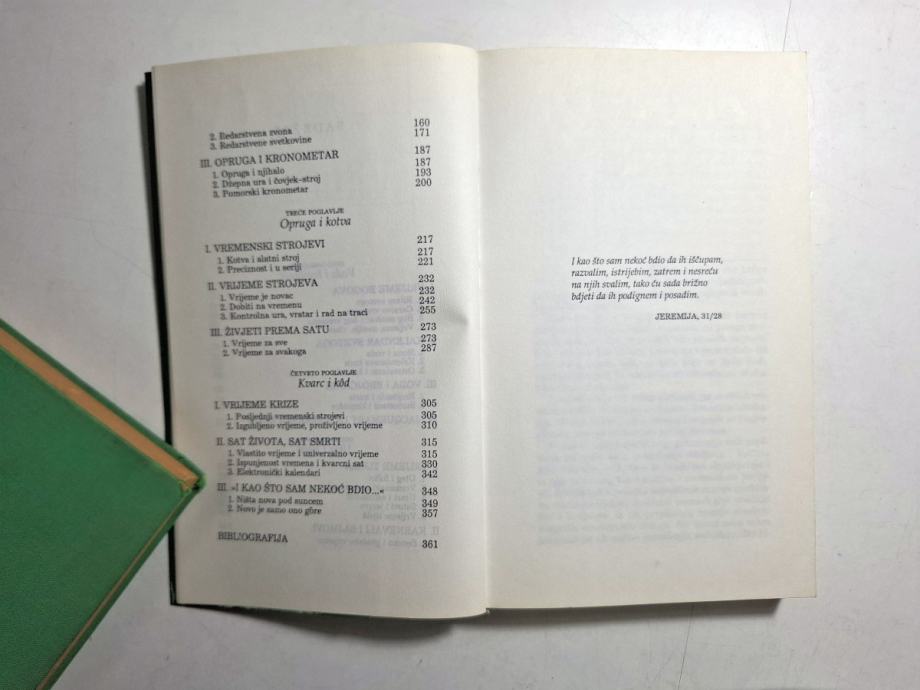 2. Redarstvena zvona 160
3. Redarstvene svetkovine 171
III. OPRUGA I KRONOMETAR 187
1. Opruga i njihalo 187
2. Džepna ura i čovjek–stroj 193
3. Pomorski kronometar 200
TREĆE POGLAVLJE
Opruga i kotva
I. VREMENSKI STROJEVI 217
1. Kotva i alatni stroj 217
2. Preciznost i u seriji 221
II. VRIJEME STROJEVA 232
1. Vrijeme je novac 232
2. Dobiti na vremenu 242
3. Kontrolna ura, vratar i rad na traci 255
III. ŽIVJETI PREMA SATU 273
1. Vrijeme za sve 273
2. Vrijeme za svakoga 287
ČETVRTO POGLAVLJE
Kvarc i kôd
I. VRIJEME KRIZE 305
1. Posljednji vremenski strojevi 305
2. Izgubljeno vrijeme, proživljeno vrijeme 310
II. SAT ŽIVOTA, SAT SMRTI 315
1. Vlastito vrijeme i univerzalno vrijeme 315
2. Ispunjenost vremena i kvarcni sat 330
3. Elektronički kalendari 342
III. »I KAO ŠTO SAM NEKOĆ BDIO...« 348
1. Ništa nova pod suncem 349
2. Novo je samo ono gore 357
BIBLIOGRAFIJA 361
I kao što sam nekoć bdio da ih iščupam,
razvalim, istrijebim, zatrem i nesreću
na njih svalim, tako ću sada brižno
bdjeti da ih podignem i posadim.
JEREMIJA, 31/28